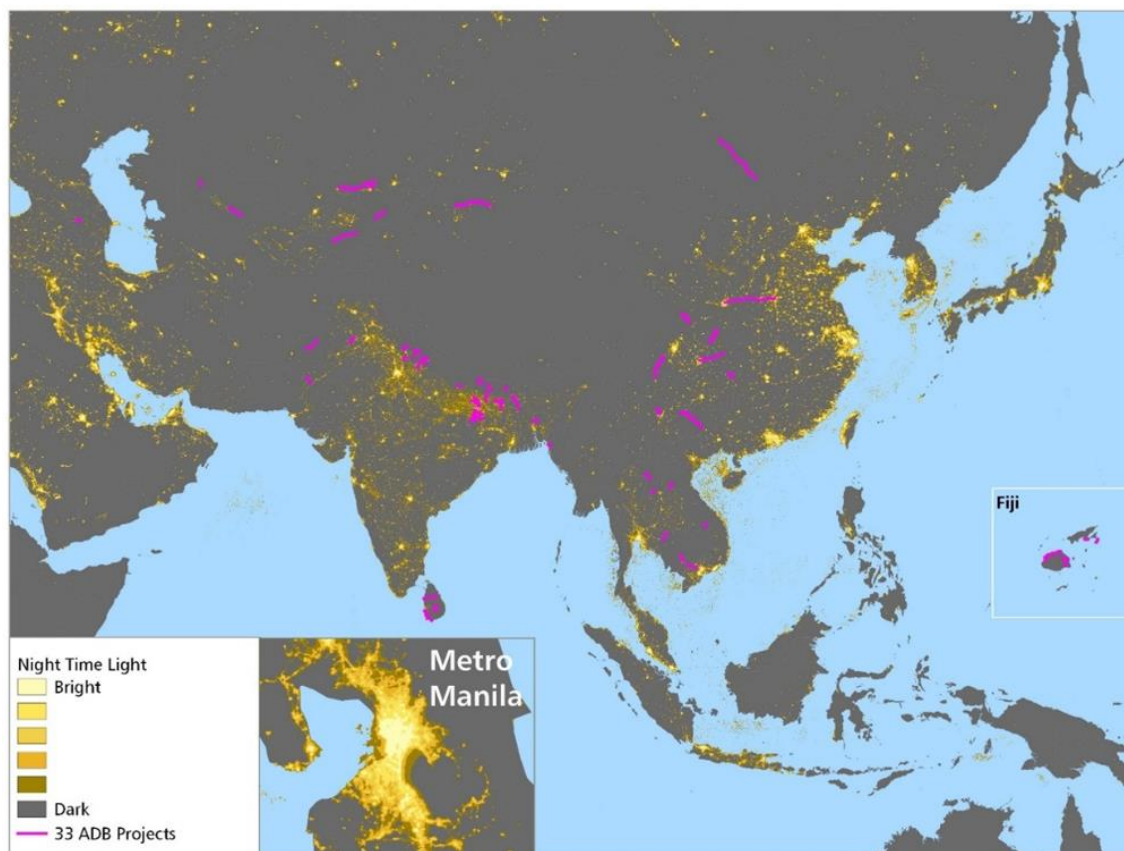 Fiji
Metro
Manila
Night Time Light
Bright
Dark
33 ADB Projects